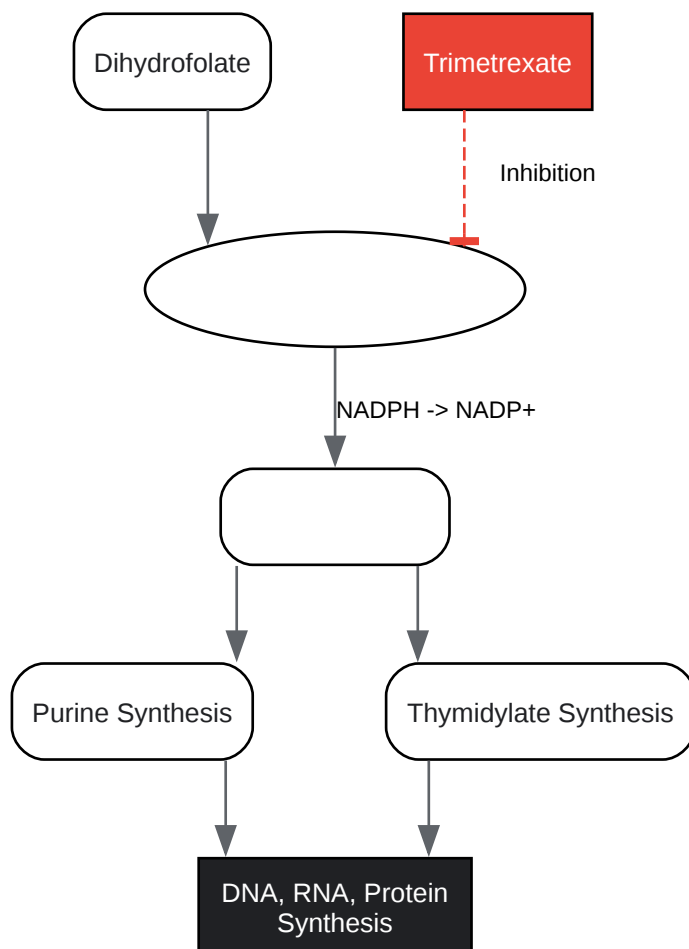 Dihydrofolate
Trimetrexate
Inhibition
NADPH -> NADP+
Purine Synthesis
Thymidylate Synthesis
DNA, RNA, Protein
Synthesis